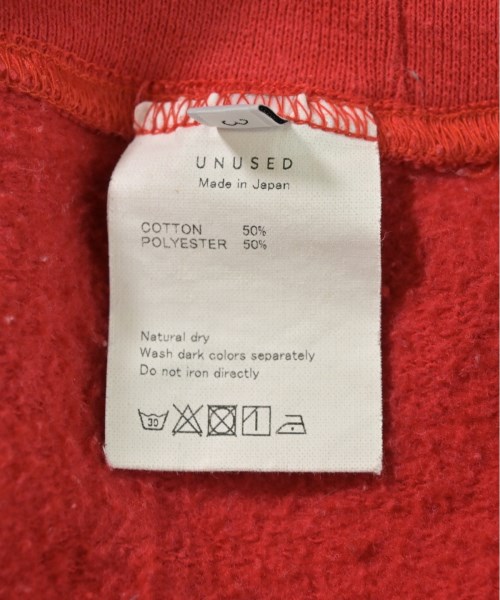 3
UNUSED
Made in Japan
COTTON 50%
POLYESTER 50%
Natural dry
Wash dark colors separately
Do not iron directly
30